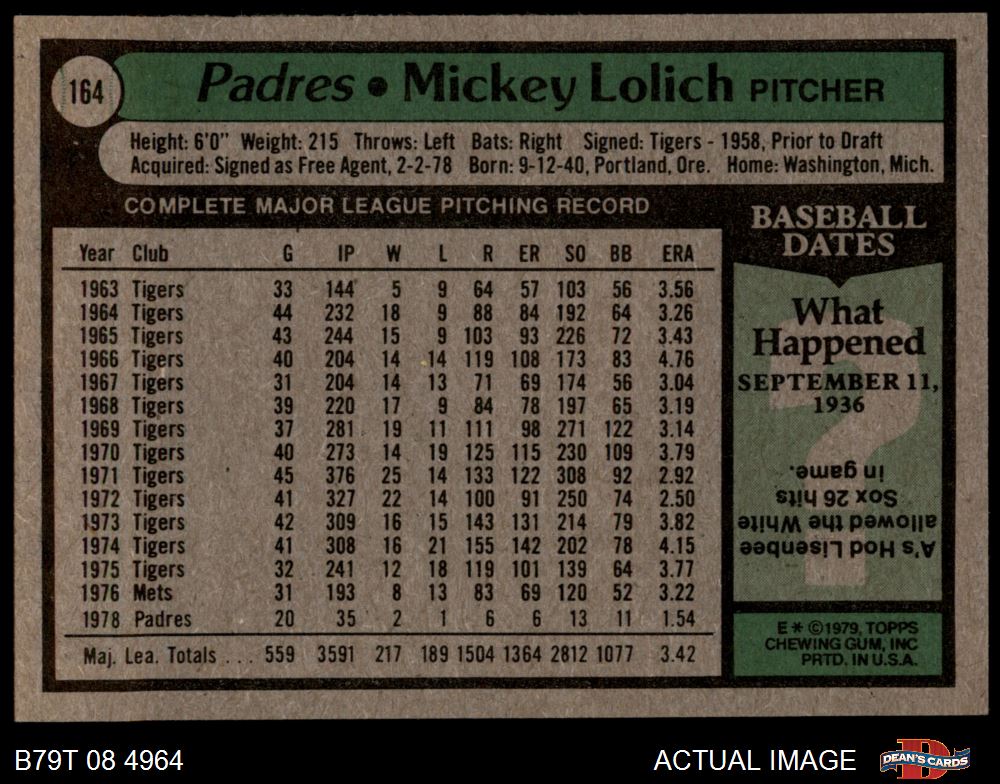 164
Padres • Mickey Lolich PITCHER
Height: 6'0" Weight: 215 Throws: Left Bats: Right Signed: Tigers - 1958, Prior to Draft
Acquired: Signed as Free Agent, 2-2-78 Born: 9-12-40, Portland, Ore. Home: Washington, Mich.
COMPLETE MAJOR LEAGUE PITCHING RECORD
Year Club G IP W L R ER SO BB ERA
1963 Tigers 33 144 5 9 64 57 103 56 3.56
1964 Tigers 44 232 18 9 88 84 192 64 3.26
1965 Tigers 43 244 15 9 103 93 226 72 3.43
1966 Tigers 40 204 14 14 119 108 173 83 4.76
1967 Tigers 31 204 14 13 71 69 174 56 3.04
1968 Tigers 39 220 17 9 84 78 197 65 3.19
1969 Tigers 37 281 19 11 111 98 271 122 3.14
1970 Tigers 40 273 14 19 125 115 230 109 3.79
1971 Tigers 45 376 25 14 133 122 308 92 2.92
1972 Tigers 41 327 22 14 100 91 250 74 2.50
1973 Tigers 42 309 16 15 143 131 214 79 3.82
1974 Tigers 41 308 16 21 155 142 202 78 4.15
1975 Tigers 32 241 12 18 119 101 139 64 3.77
1976 Mets 31 193 8 13 83 69 120 52 3.22
1978 Padres 20 35 2 1 6 6 13 11 1.54
Maj. Lea. Totals . . . 559 3591 217 189 1504 1364 2812 1077 3.42
BASEBALL
DATES
What
Happened
SEPTEMBER 11,
1936
?
A's Hod Lisenbee
allowed the White
Sox 26 hits
in game.
E * ©1979, TOPPS
CHEWING GUM, INC
PRTD. IN U.S.A.
B79T 08 4964
ACTUAL IMAGE
D
DEAN'S CARDS